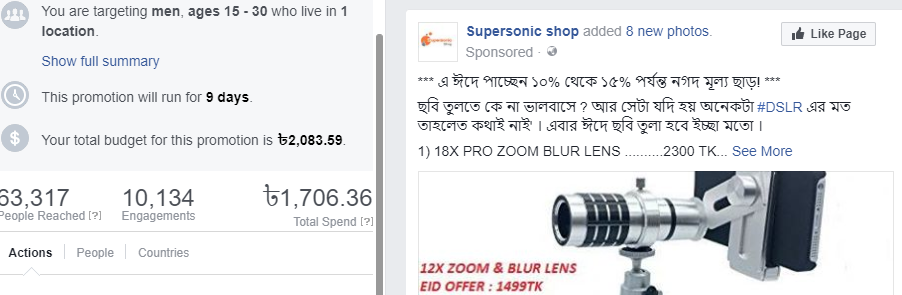 You are targeting men, ages 15 - 30 who live in 1
location.
Show full summary
This promotion will run for 9 days.
Your total budget for this promotion is ৳2,083.59.
63,317
People Reached [?]
10,134
Engagements
৳1,706.36
Total Spend [?]
Actions
People
Countries
Supersonic shop added 8 new photos.
Sponsored ·
Like Page
*** এ ঈদে পাচ্ছেন ১০% থেকে ১৫% পর্যন্ত নগদ মূল্য ছাড়! ***
ছবি তুলতে কে না ভালবাসে ? আর সেটা যদি হয় অনেকটা #DSLR এর মত
তাহলেত কথাই নাই' । এবার ঈদে ছবি তুলা হবে ইচ্ছা মতো ।
1) 18X PRO ZOOM BLUR LENS ..........2300 TK... See More
12X ZOOM & BLUR LENS
EID OFFER : 1499TK